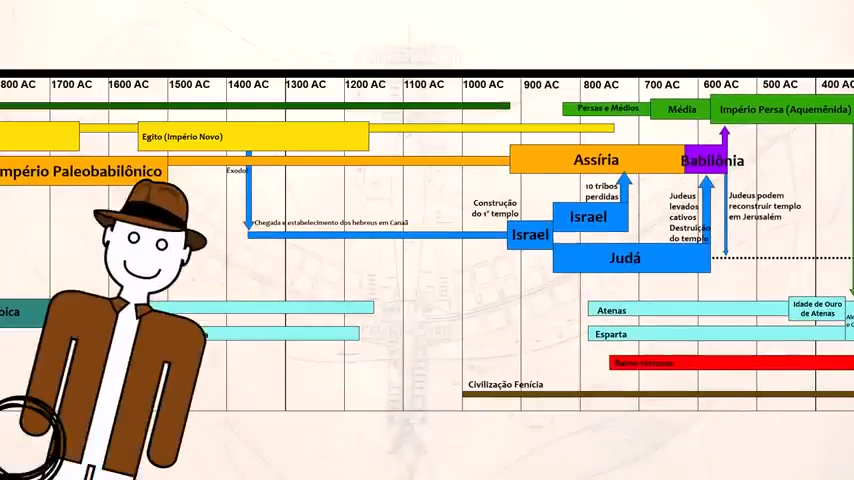 800 AC 1700 AC 1600 AC 1500 AC 1400 AC 1300 AC 1200 AC 1100 AC 1000 AC 900 AC 800 AC 700 AC 600 AC 500 AC 400 AC
Persas e Médios
Média
Império Persa (Aquemênida)
Egito (Império Novo)
mpério Paleobabilônico
Assíria
Babilônia
Exodo
10 tribos
perdidas
Construção
do 1º templo
Chegada e estabelecimento dos hebreus em Canaã
Israel
Israel
Judá
Judeus
levados
cativos
Destruição
do templo
Judeus podem
reconstruir templo
em Jerusalém
oica
Atenas
Idade de Ouro
de Atenas
Esparta
Civilização Fenícia